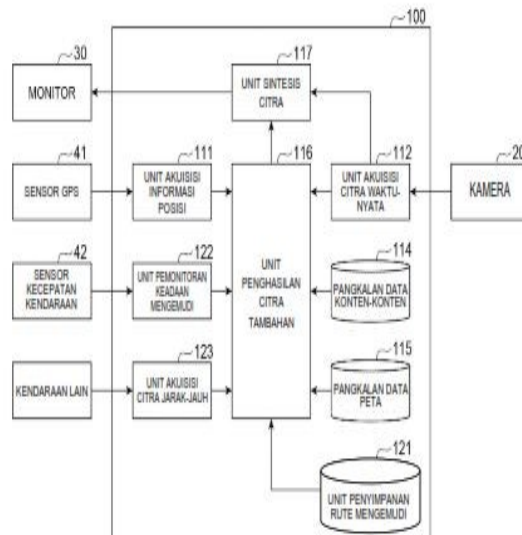 100
30
MONITOR
117
UNIT SINTESIS
CITRA
41
SENSOR GPS
111
UNIT AKUISISI
INFORMASI
POSISI
116
UNIT
PENGHASILAN
CITRA
TAMBAHAN
112
UNIT AKUISISI
CITRA WAKTU-
NYATA
20
KAMERA
42
SENSOR
KECEPATAN
KENDARAAN
122
UNIT PEMONITORAN
KEADAAN
MENGEMUDI
114
PANGKALAN DATA
KONTEN-KONTEN
KENDARAAN LAIN
123
UNIT AKUISISI
CITRA JARAK-JAUH
115
PANGKALAN DATA
PETA
121
UNIT PENYIMPANAN
RUTE MENGEMUDI